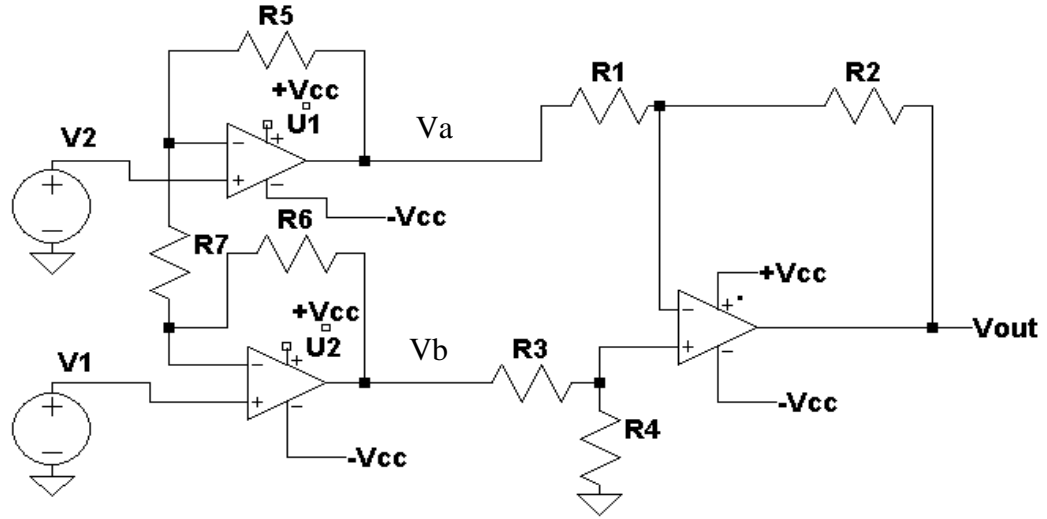 R5
+Vcc
U1
+
V2
Va
R1
R2
−
+
−
-Vcc
+
−
R7
R6
+Vcc
U2
+
+Vcc
+
−
+
−
Vout
-Vcc
V1
Vb
R3
−
+
−
-Vcc
+
−
R4